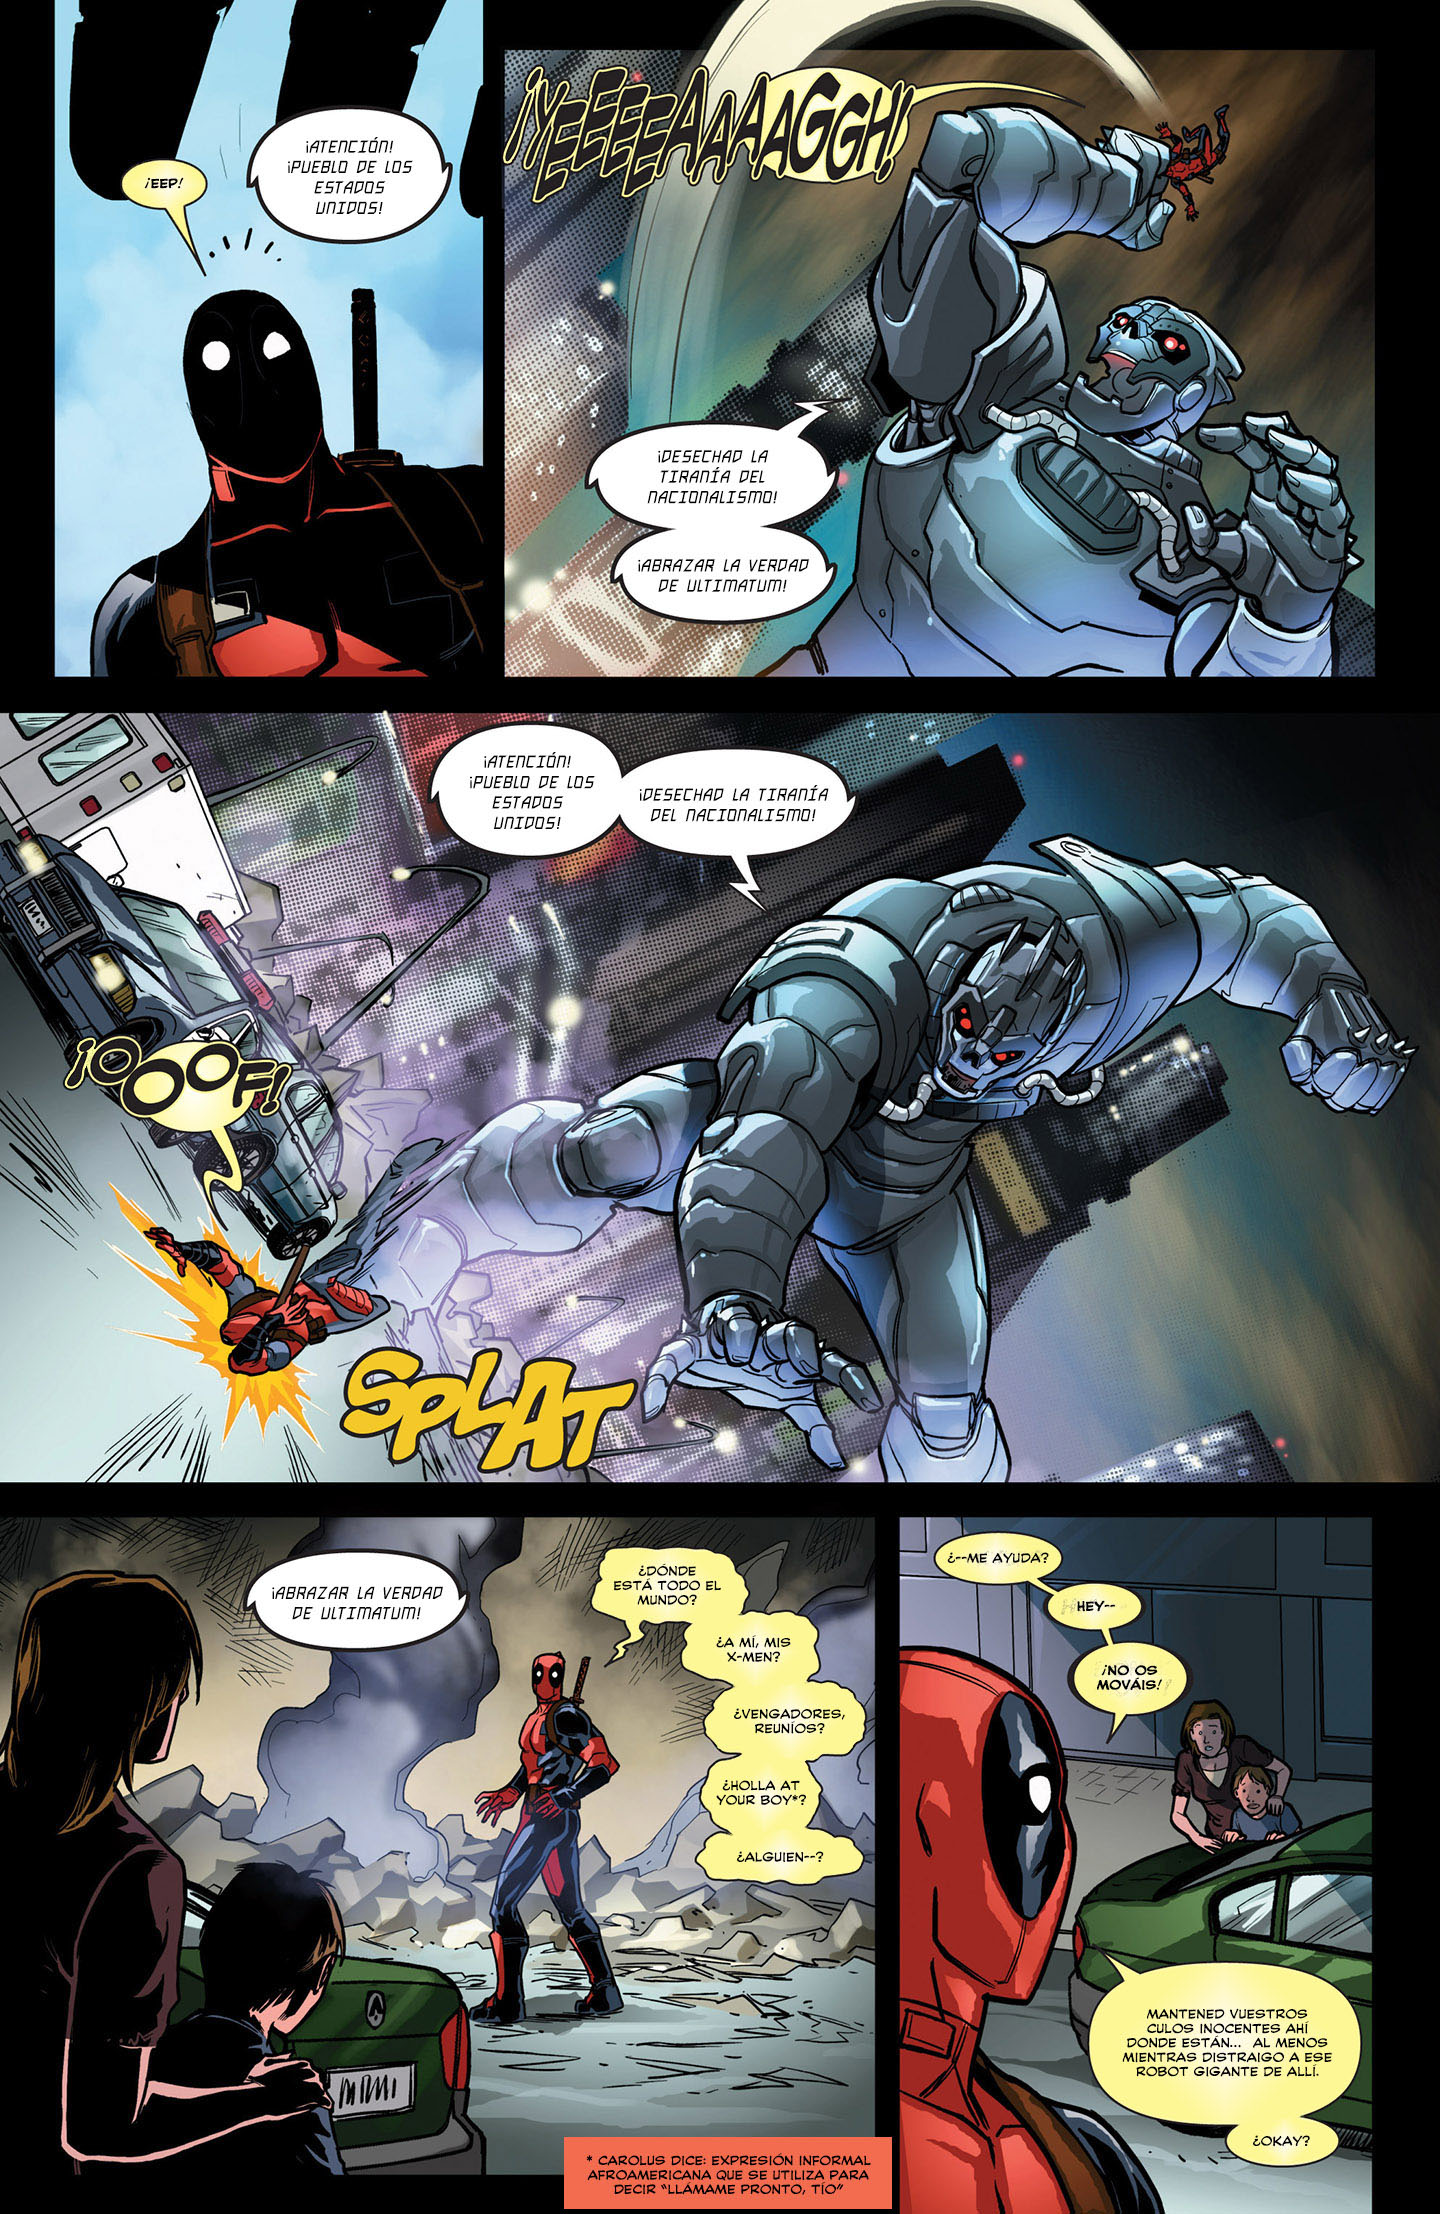 ¡EEP!
¡ATENCIÓN!
¡PUEBLO DE LOS
ESTADOS
UNIDOS!
¡YEEEEEAAAAGGH!
¡DESECHAD LA
TIRANÍA DEL
NACIONALISMO!
¡ABRAZAR LA VERDAD
DE ULTIMATUM!
¡ATENCIÓN!
¡PUEBLO DE LOS
ESTADOS
UNIDOS!
¡DESECHAD LA TIRANÍA
DEL NACIONALISMO!
¡OOOF!
SPLAT
¡ABRAZAR LA VERDAD
DE ULTIMATUM!
¿DÓNDE
ESTÁ TODO EL
MUNDO?
¿A MÍ, MIS
X-MEN?
¿VENGADORES,
REUNÍOS?
¿HOLLA AT
YOUR BOY*?
¿ALGUIEN--?
* CAROLUS DICE: EXPRESIÓN INFORMAL
AFROAMERICANA QUE SE UTILIZA PARA
DECIR “LLÁMAME PRONTO, TÍO”
¿--ME AYUDA?
HEY--
¡NO OS
MOVÁIS!
MANTENED VUESTROS
CULOS INOCENTES AHÍ
DONDE ESTÁN... AL MENOS
MIENTRAS DISTRAIGO A ESE
ROBOT GIGANTE DE ALLÍ.
¿OKAY?